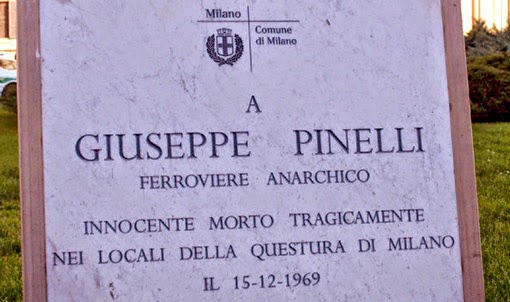 Milano
Comune
di Milano
A
GIUSEPPE PINELLI
FERROVIERE ANARCHICO
INNOCENTE MORTO TRAGICAMENTE
NEI LOCALI DELLA QUESTURA DI MILANO
IL 15-12-1969